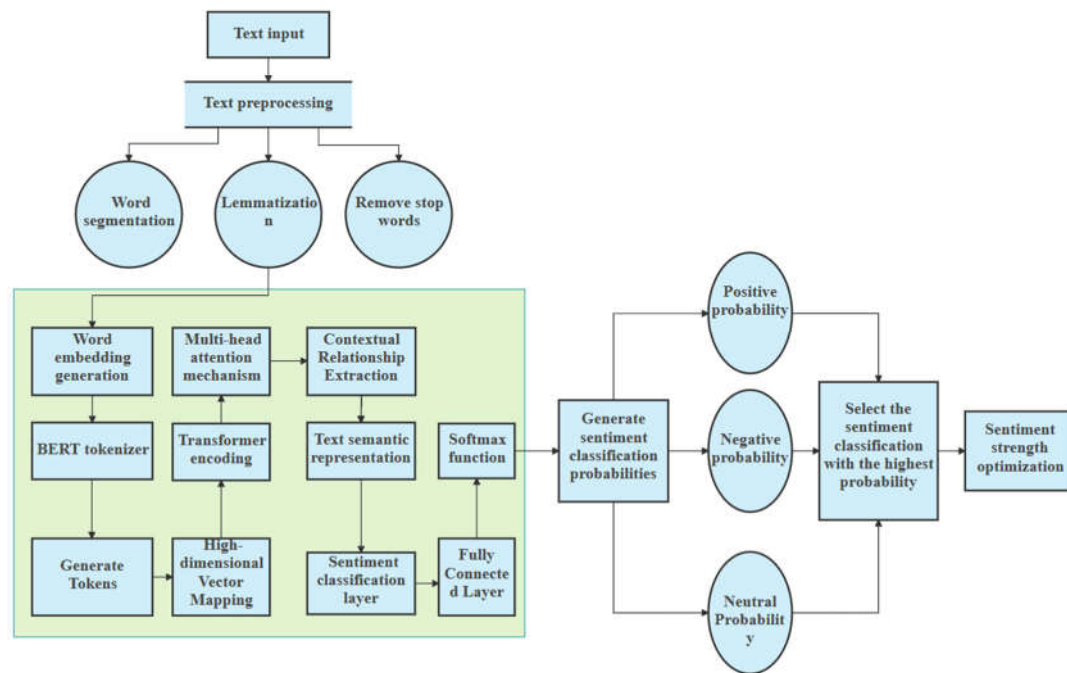 Text input
Text preprocessing
Word
segmentation
Lemmatizatio
n
Remove stop
words
Word
embedding
generation
BERT tokenizer
Generate
Tokens
High-
dimensional
Vector
Mapping
Transformer
encoding
Multi-head
attention
mechanism
Contextual
Relationship
Extraction
Text semantic
representation
Sentiment
classification
layer
Fully
Connecte
d Layer
Softmax
function
Generate
sentiment
classification
probabilities
Positive
probability
Negative
probability
Neutral
Probabilit
y
Select the
sentiment
classification
with the highest
probability
Sentiment
strength
optimization